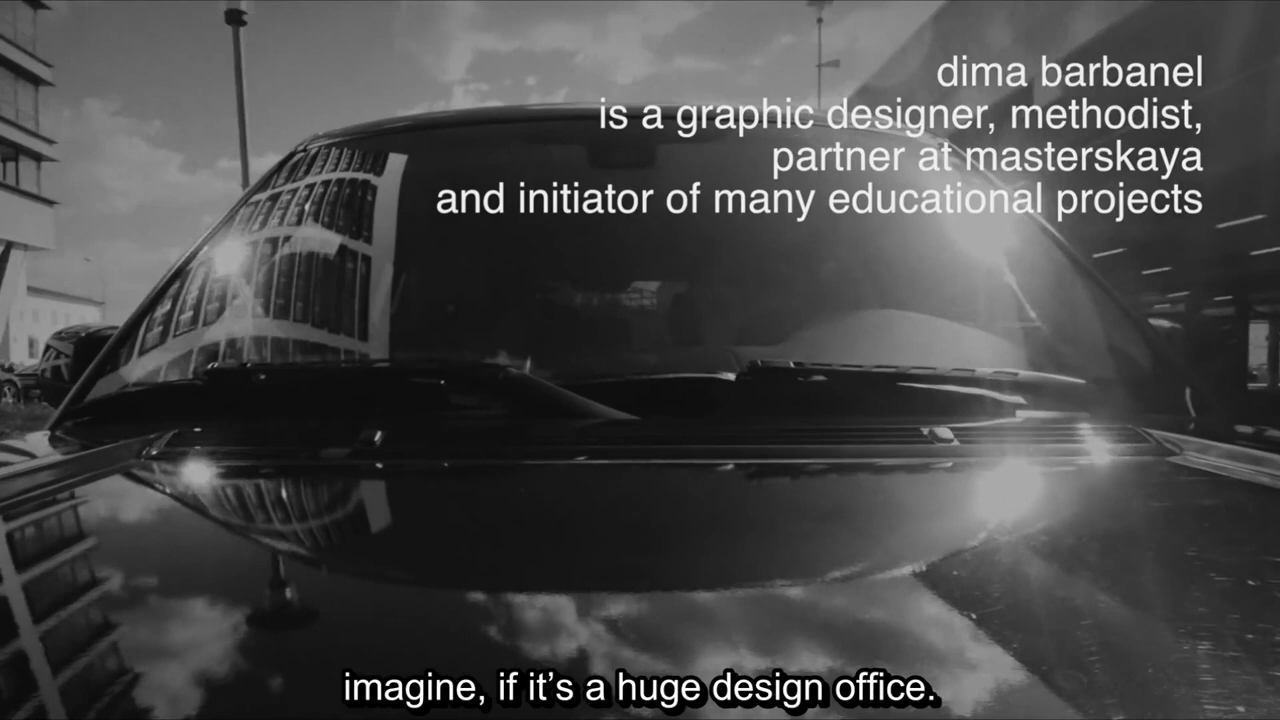 dima barbanel
is a graphic designer, methodist,
partner at masterskaya
and initiator of many educational projects
imagine, if it's a huge design office.